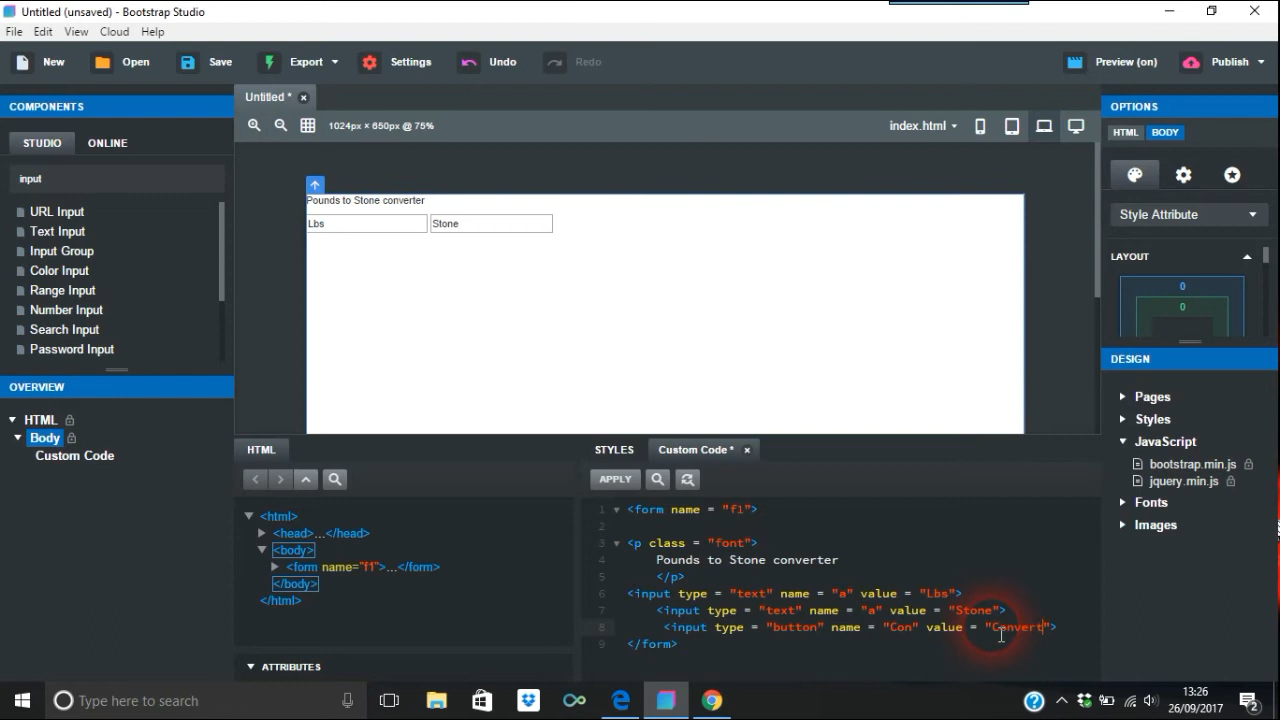 Untitled (unsaved) - Bootstrap Studio
File Edit View Cloud Help
New Open Save Export Settings Undo Redo Preview (on) Publish
COMPONENTS
STUDIO ONLINE
input
URL Input
Text Input
Input Group
Color Input
Range Input
Number Input
Search Input
Password Input
OVERVIEW
HTML
Body
Custom Code
Untitled *
1024px × 650px @ 75%
index.html
Pounds to Stone converter
Lbs Stone
HTML
<html>
<head>...</head>
<body>
<form name="f1">...</form>
</body>
</html>
ATTRIBUTES
STYLES Custom Code *
APPLY
1 <form name = "f1">
2
3 <p class = "font">
4 Pounds to Stone converter
5 </p>
6 <input type = "text" name = "a" value = "Lbs">
7 <input type = "text" name = "a" value = "Stone">
8 <input type = "button" name = "Con" value = "Convert">
9 </form>
OPTIONS
HTML BODY
Style Attribute
LAYOUT
0
0
DESIGN
Pages
Styles
JavaScript
bootstrap.min.js
jquery.min.js
Fonts
Images
Type here to search
13:26
26/09/2017
2